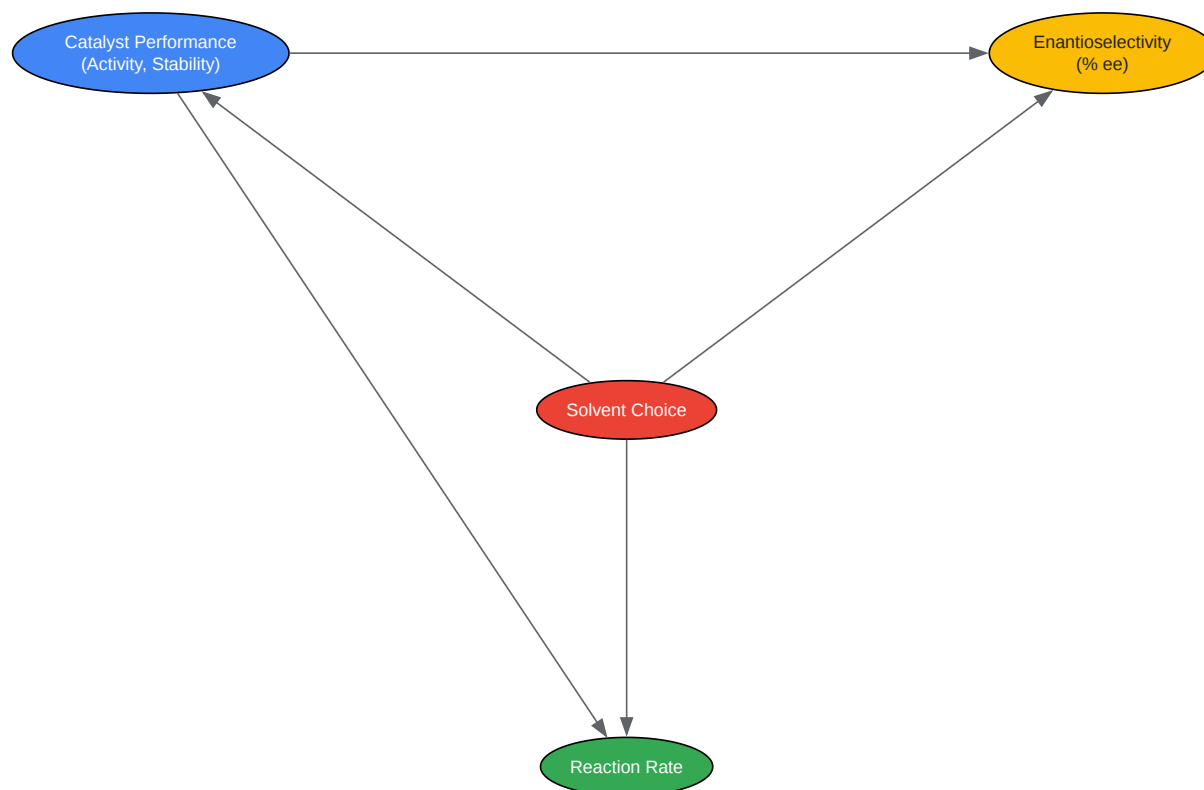 Catalyst Performance
(Activity, Stability)
Enantioselectivity
(% ee)
Solvent Choice
Reaction Rate